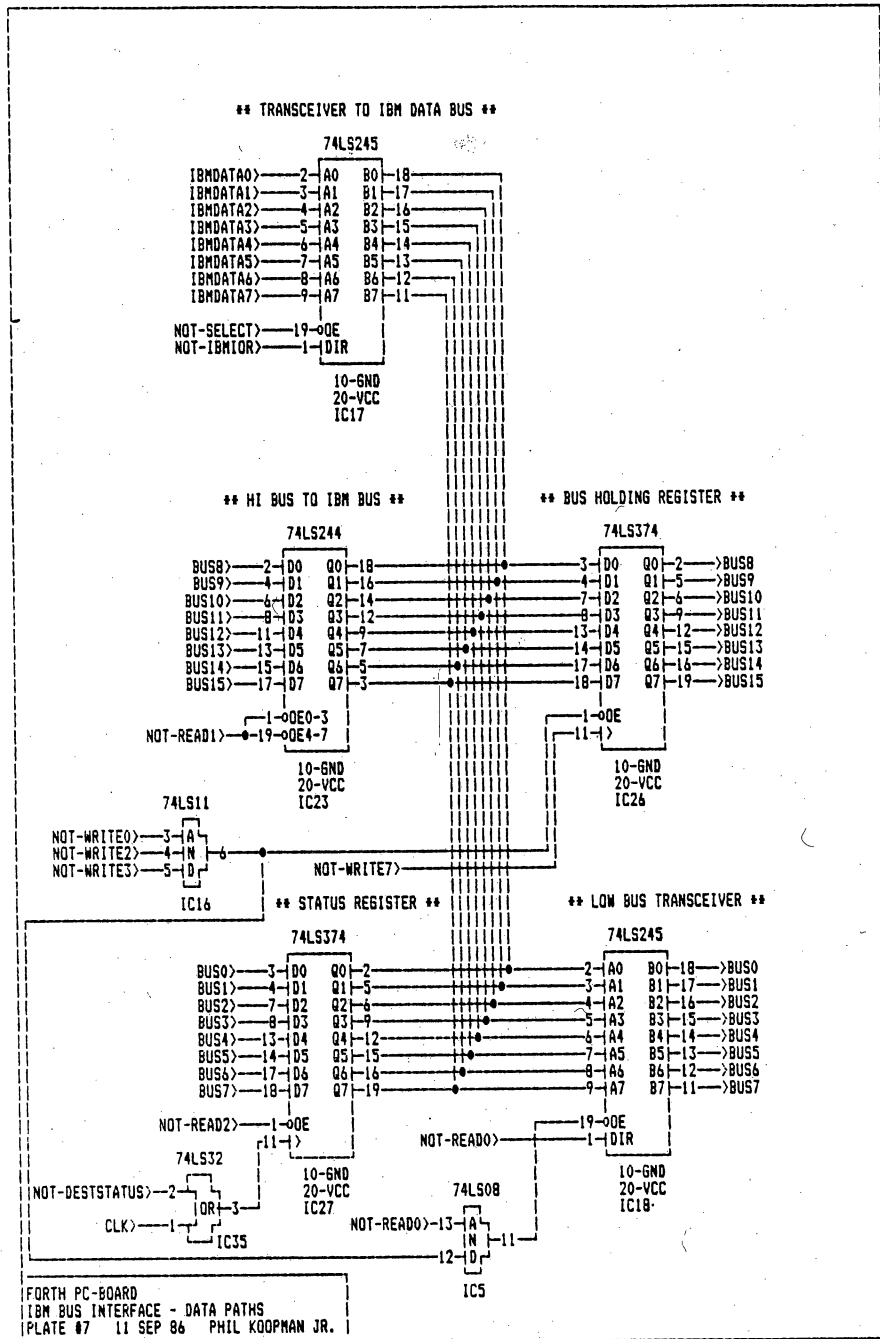 ** TRANSCEIVER TO IBM DATA BUS **
74LS245
IBMDATA0>2 A0 B0 18
IBMDATA1>3 A1 B1 17
IBMDATA2>4 A2 B2 16
IBMDATA3>5 A3 B3 15
IBMDATA4>6 A4 B4 14
IBMDATA5>7 A5 B5 13
IBMDATA6>8 A6 B6 12
IBMDATA7>9 A7 B7 11
NOT-SELECT>19 OE
NOT-IBMIOR>1 DIR
10-GND
20-VCC
IC17
** HI BUS TO IBM BUS ** ** BUS HOLDING REGISTER **
74LS244 74LS374
BUS8>2 D0 Q0 18 3 D0 Q0 2 >BUS8
BUS9>4 D1 Q1 16 4 D1 Q1 5 >BUS9
BUS10>6 D2 Q2 14 7 D2 Q2 6 >BUS10
BUS11>8 D3 Q3 12 8 D3 Q3 9 >BUS11
BUS12>11 D4 Q4 9 13 D4 Q4 12 >BUS12
BUS13>13 D5 Q5 7 14 D5 Q5 15 >BUS13
BUS14>15 D6 Q6 5 17 D6 Q6 16 >BUS14
BUS15>17 D7 Q7 3 18 D7 Q7 19 >BUS15
1 OE0-3 1 OE
NOT-READ1>19 OE4-7 11 >
10-GND 10-GND
20-VCC 20-VCC
IC23 IC26
74LS11
NOT-WRITE0>3 A
NOT-WRITE2>4 N 6
NOT-WRITE3>5 D
NOT-WRITE7>
IC16
** STATUS REGISTER ** ** LOW BUS TRANSCEIVER **
74LS374 74LS245
BUS0>3 D0 Q0 2 2 A0 B0 18 >BUS0
BUS1>4 D1 Q1 5 3 A1 B1 17 >BUS1
BUS2>7 D2 Q2 6 4 A2 B2 16 >BUS2
BUS3>8 D3 Q3 9 5 A3 B3 15 >BUS3
BUS4>13 D4 Q4 12 6 A4 B4 14 >BUS4
BUS5>14 D5 Q5 15 7 A5 B5 13 >BUS5
BUS6>17 D6 Q6 16 8 A6 B6 12 >BUS6
BUS7>18 D7 Q7 19 9 A7 B7 11 >BUS7
NOT-READ2>1 OE 19 OE
11 > NOT-READ0>1 DIR
10-GND 10-GND
20-VCC 20-VCC
IC27 IC18
74LS32
NOT-DESTSTATUS>2
OR 3
CLK>1
IC35
74LS08
NOT-READ0>13 A
N 11
12 D
IC5
FORTH PC-BOARD
IBM BUS INTERFACE - DATA PATHS
PLATE #7 11 SEP 86 PHIL KOOPMAN JR.